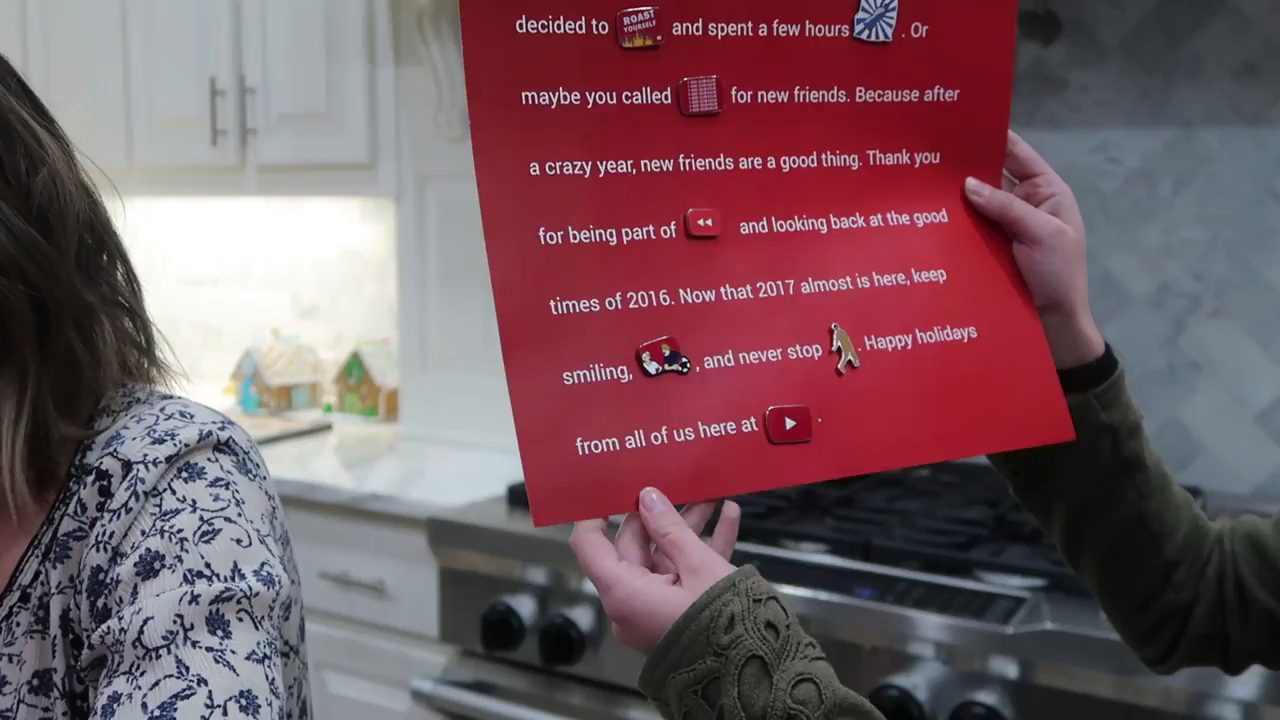 decided to ROAST YOURSELF and spent a few hours . Or
maybe you called for new friends. Because after
a crazy year, new friends are a good thing. Thank you
for being part of and looking back at the good
times of 2016. Now that 2017 almost is here, keep
smiling, , and never stop . Happy holidays
from all of us here at .